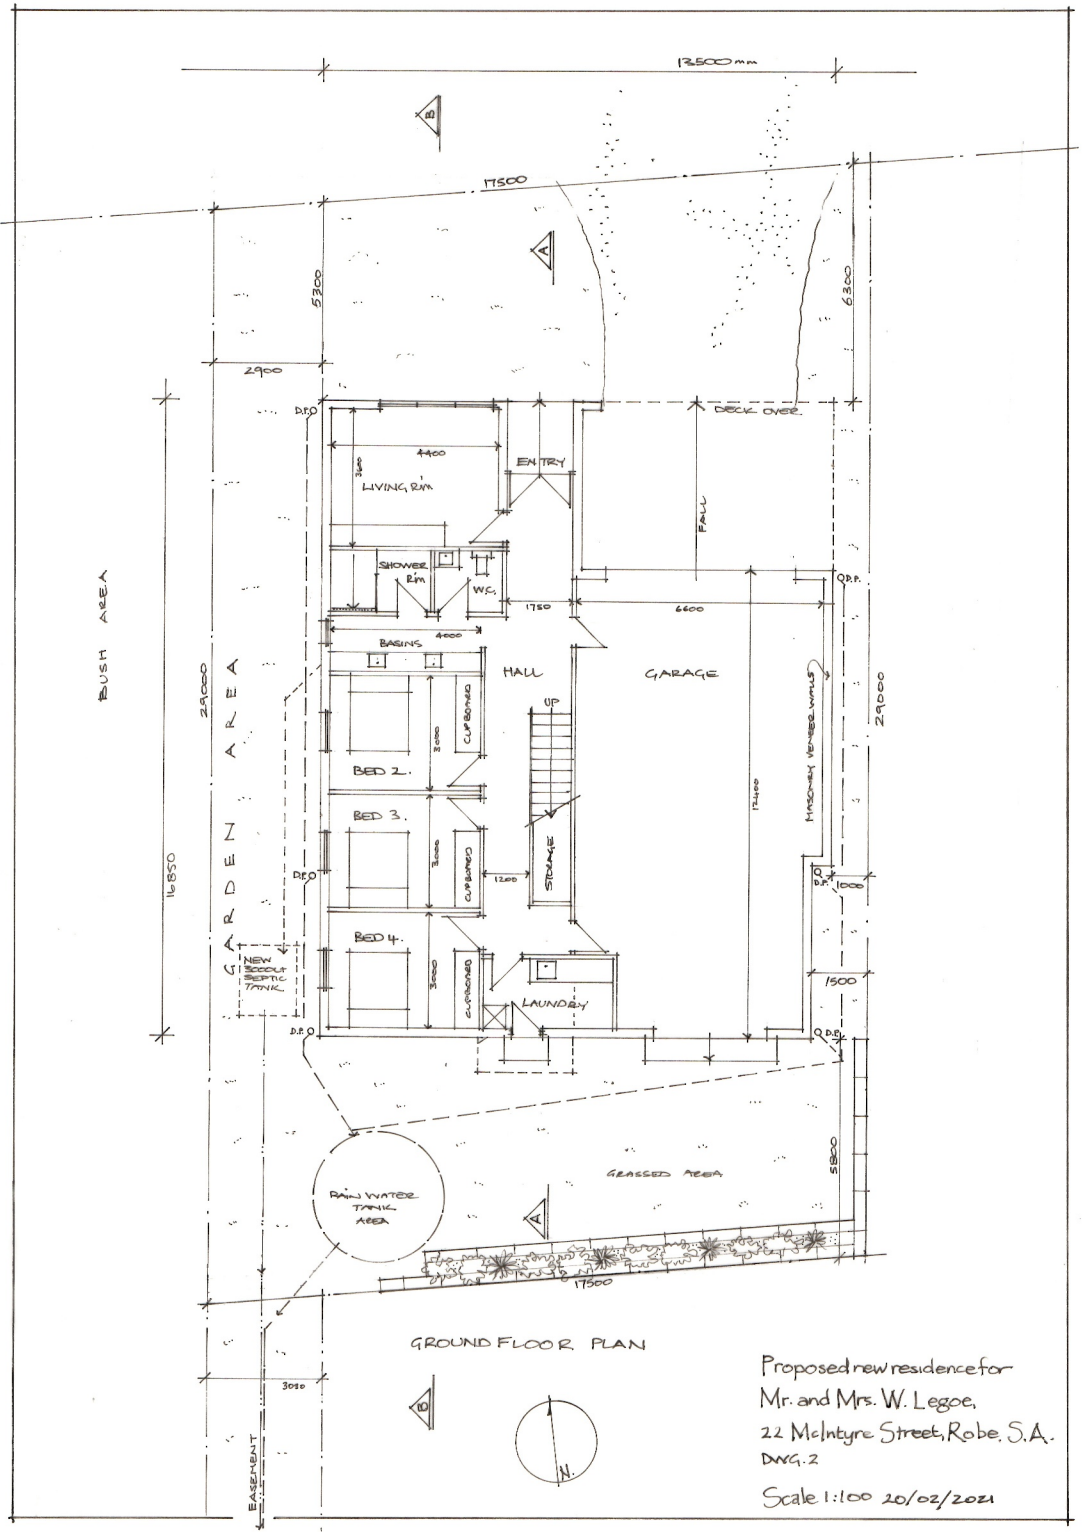 13500mm
B
17500
A
5300
6300
2900
D.P.
DECK OVER
ENTRY
4400
3600
LIVING R'm
FALL
SHOWER
R'm
W.C.
D.P.
BUSH AREA
1750
6600
4000
BASINS
HALL
GARAGE
GARDEN AREA
29000
29000
UP
CUPBOARD
3000
BED 2.
MASONRY VENEER WALLS
12400
BED 3.
3000
CUPBOARD
STORAGE
1200
16850
D.P.
D.P.
1000
BED 4.
3000
CUPBOARD
NEW
3000LT
SEPTIC
TANK
1500
LAUNDRY
D.P.
D.P.
5800
GRASSED AREA
RAIN WATER
TANK
AREA
A
17500
GROUND FLOOR PLAN
3080
B
N.
EASEMENT
Proposed new residence for
Mr. and Mrs. W. Legoe,
22 McIntyre Street, Robe. S.A.
DWG. 2
Scale 1:100 20/02/2021